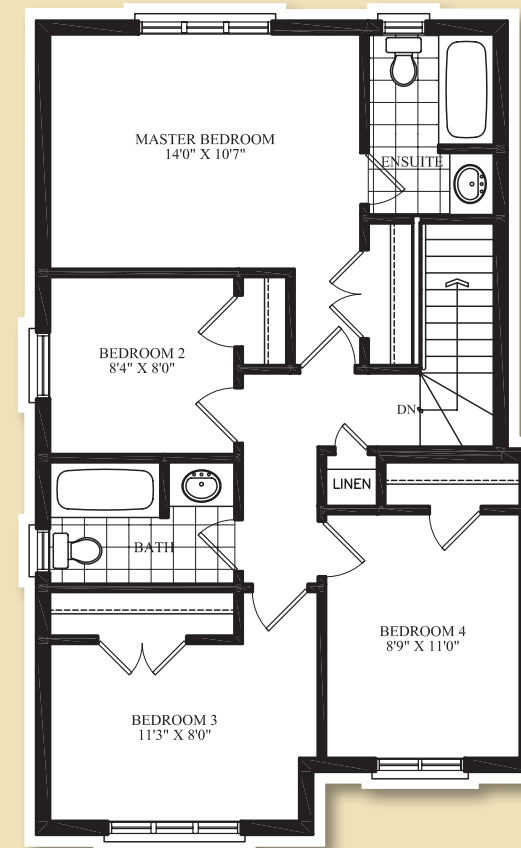 MASTER BEDROOM
14'0" X 10'7"
ENSUITE
BEDROOM 2
8'4" X 8'0"
DN
LINEN
BATH
BEDROOM 4
8'9" X 11'0"
BEDROOM 3
11'3" X 8'0"